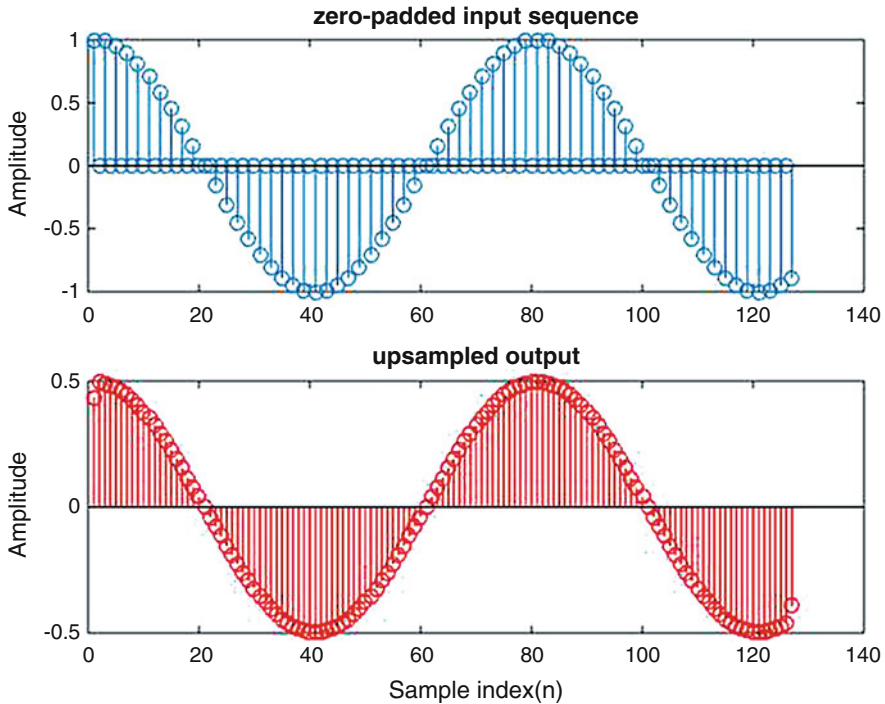 zero-padded input sequence
1
0.5
0
-0.5
-1
Amplitude
0 20 40 60 80 100 120 140
upsampled output
0.5
0
-0.5
Amplitude
0 20 40 60 80 100 120 140
Sample index(n)